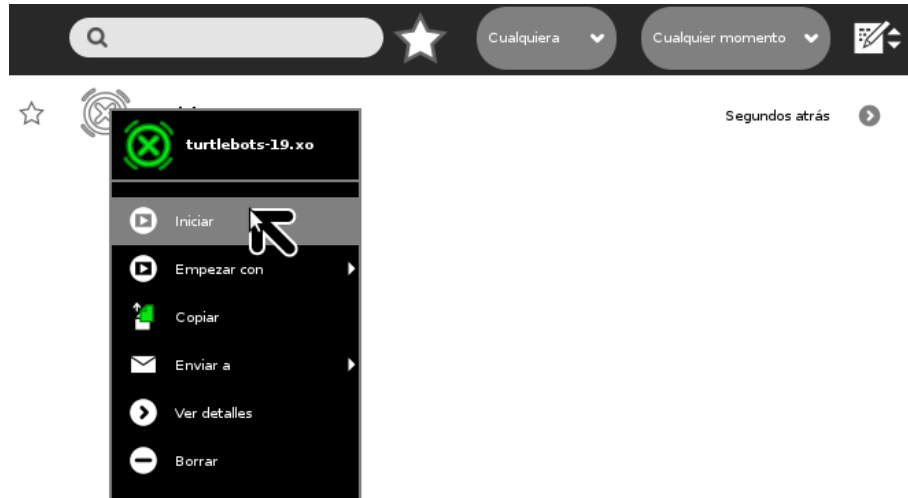 Cualquiera
Cualquier momento
Segundos atrás
turtlebots-19.xo
Iniciar
Empezar con
Copiar
Enviar a
Ver detalles
Borrar